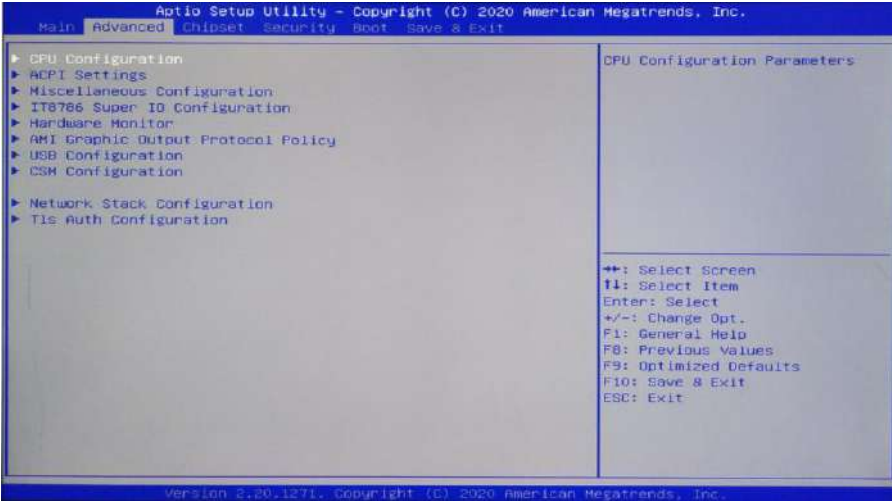 Aptio Setup Utility - Copyright (C) 2020 American Megatrends, Inc.
Main Advanced Chipset Security Boot Save & Exit
▶ CPU Configuration
▶ ACPI Settings
▶ Miscellaneous Configuration
▶ IT8786 Super IO Configuration
▶ Hardware Monitor
▶ AMI Graphic Output Protocol Policy
▶ USB Configuration
▶ CSM Configuration
▶ Network Stack Configuration
▶ Tls Auth Configuration
CPU Configuration Parameters
→←: Select Screen
↑↓: Select Item
Enter: Select
+/-: Change Opt.
F1: General Help
F8: Previous Values
F9: Optimized Defaults
F10: Save & Exit
ESC: Exit
Version 2.20.1271. Copyright (C) 2020 American Megatrends, Inc.